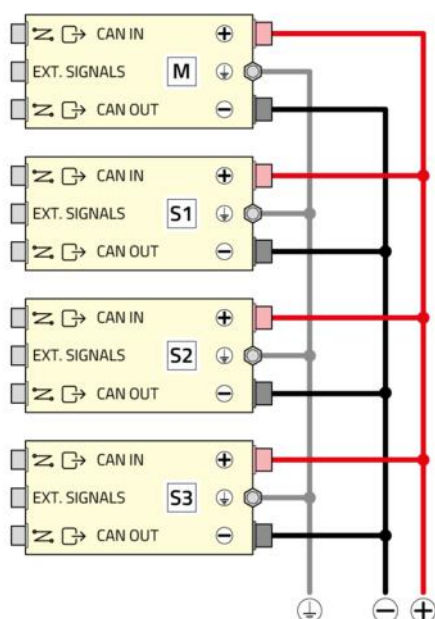 CAN IN
EXT. SIGNALS M
CAN OUT
CAN IN
EXT. SIGNALS S1
CAN OUT
CAN IN
EXT. SIGNALS S2
CAN OUT
CAN IN
EXT. SIGNALS S3
CAN OUT